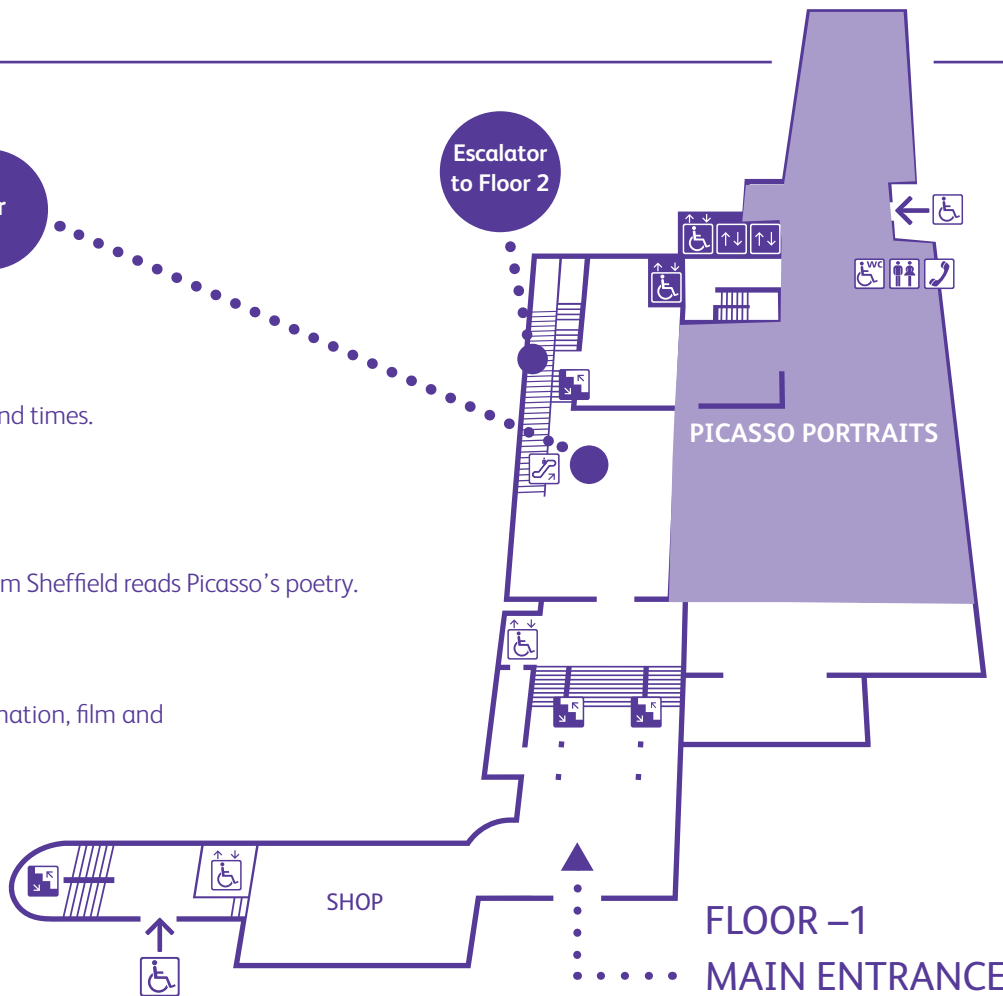 Escalator
to Floor 2
WC
nd times.
PICASSO PORTRAITS
m Sheffield reads Picasso's poetry.
nation, film and
SHOP
FLOOR –1
MAIN ENTRANCE